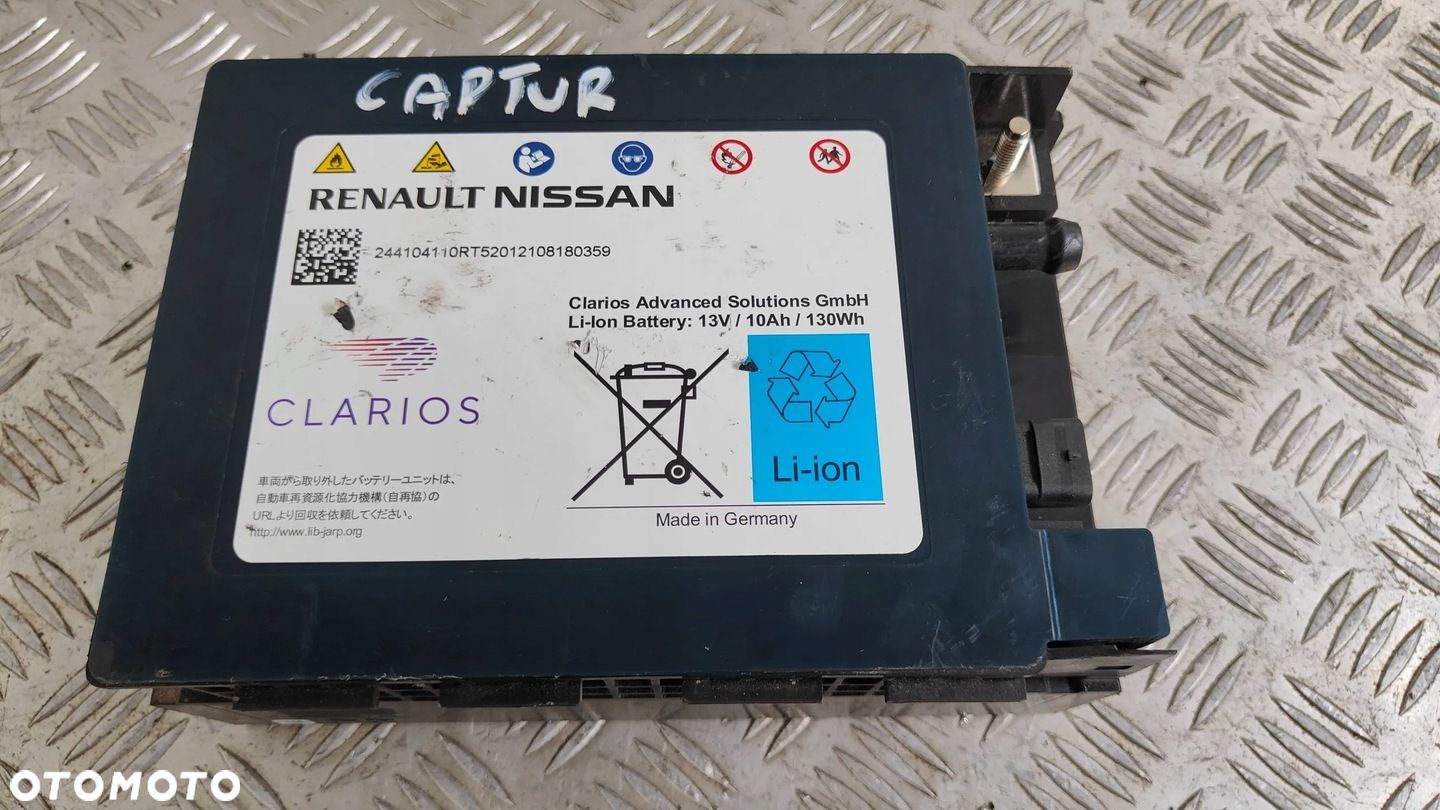 CAPTUR
RENAULT NISSAN
244104110RT52012108180359
Clarios Advanced Solutions GmbH
Li-Ion Battery: 13V / 10Ah / 130Wh
CLARIOS
Li-ion
車両から取り外したバッテリーユニットは、
自動車再資源化協力機構(自再協)の
URLより回収を依頼してください。
http://www.lib-jarp.org
Made in Germany
OTOMOTO